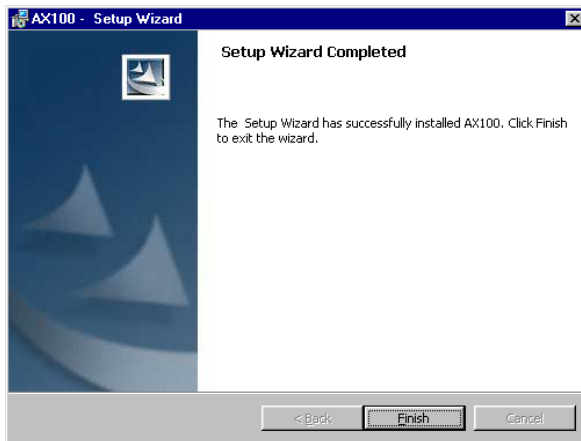 AX100 - Setup Wizard
Setup Wizard Completed
The Setup Wizard has successfully installed AX100. Click Finish
to exit the wizard.
< Back
Finish
Cancel